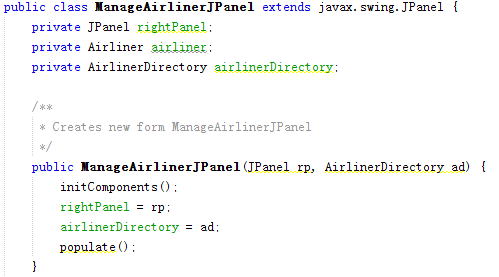 public class ManageAirlinerJPanel extends javax.swing.JPanel {
private JPanel rightPanel;
private Airliner airliner;
private AirlinerDirectory airlinerDirectory;
/**
* Creates new form ManageAirlinerJPanel
*/
public ManageAirlinerJPanel(JPanel rp, AirlinerDirectory ad) {
initComponents();
rightPanel = rp;
airlinerDirectory = ad;
populate();
}